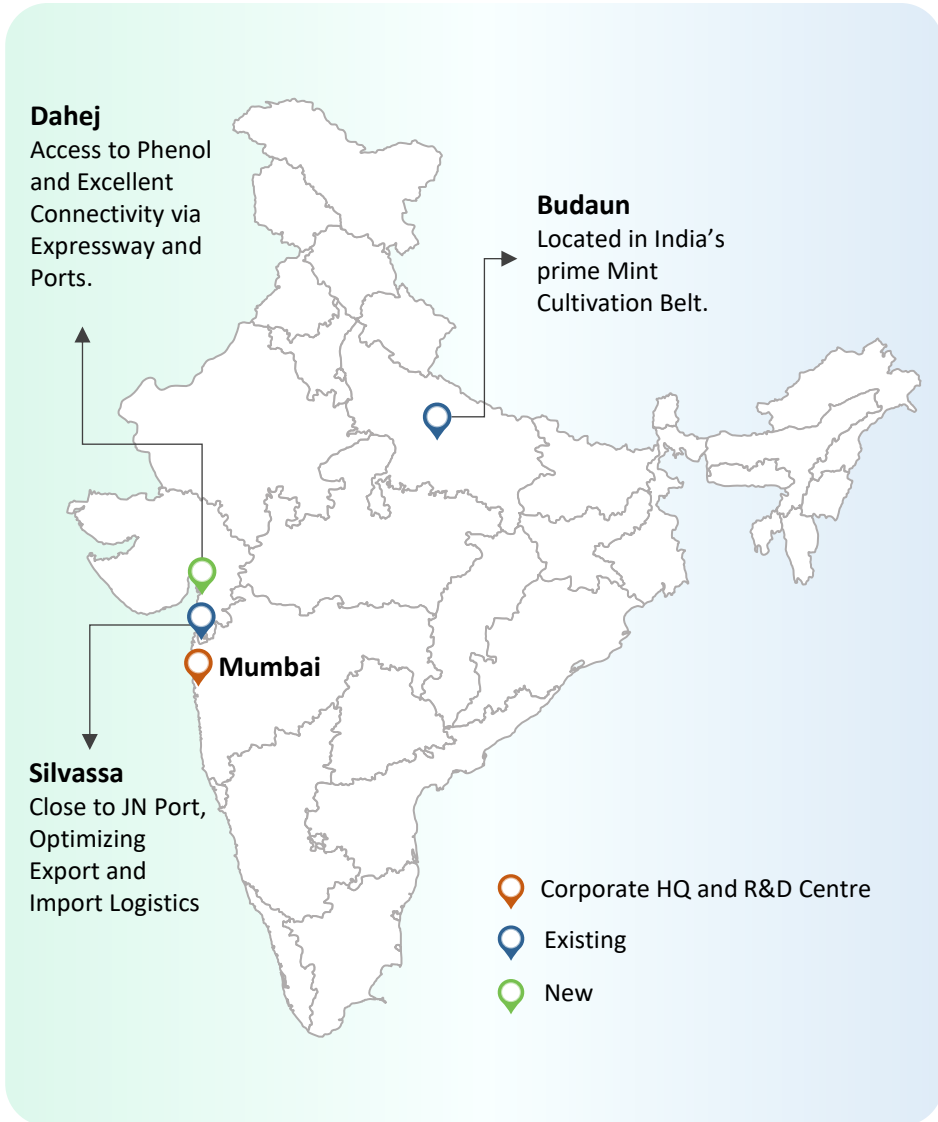 Dahej
Access to Phenol
and Excellent
Connectivity via
Expressway and
Ports.
Budaun
Located in India’s
prime Mint
Cultivation Belt.
Mumbai
Silvassa
Close to JN Port,
Optimizing
Export and
Import Logistics
Corporate HQ and R&D Centre
Existing
New